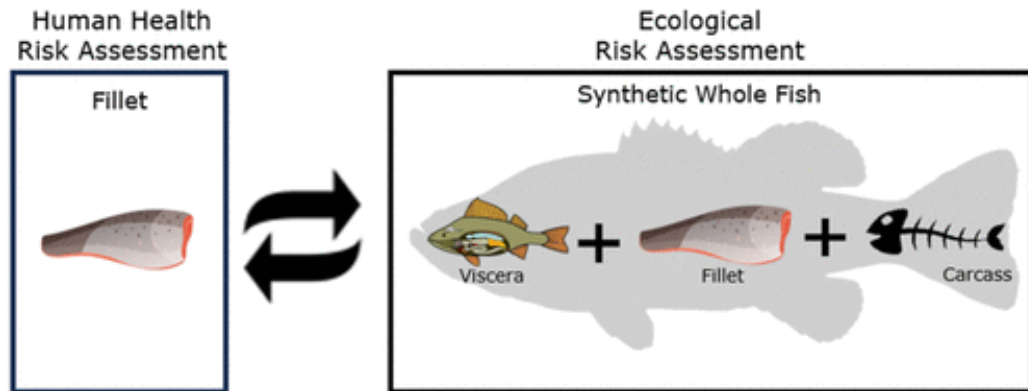 Human Health
Risk Assessment
Fillet
Ecological
Risk Assessment
Synthetic Whole Fish
Viscera
Fillet
Carcass